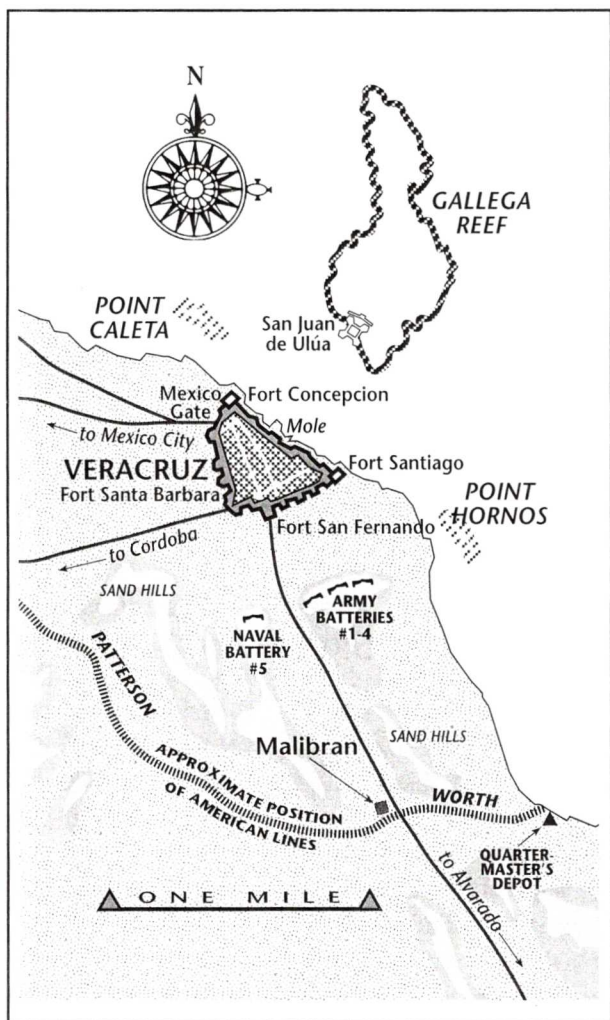 N
GALLEGA
REEF
POINT
CALETA
San Juan
de Ulúa
Mexico
Gate
Fort Concepcion
Mole
to Mexico City
VERACRUZ
Fort Santiago
Fort Santa Barbara
POINT
HORNOS
Fort San Fernando
to Cordoba
SAND HILLS
ARMY
BATTERIES
#1-4
NAVAL
BATTERY
#5
PATTERSON
Malibran
SAND HILLS
APPROXIMATE POSITION
OF AMERICAN LINES
WORTH
QUARTER-
MASTER'S
DEPOT
to Alvarado
ONE MILE